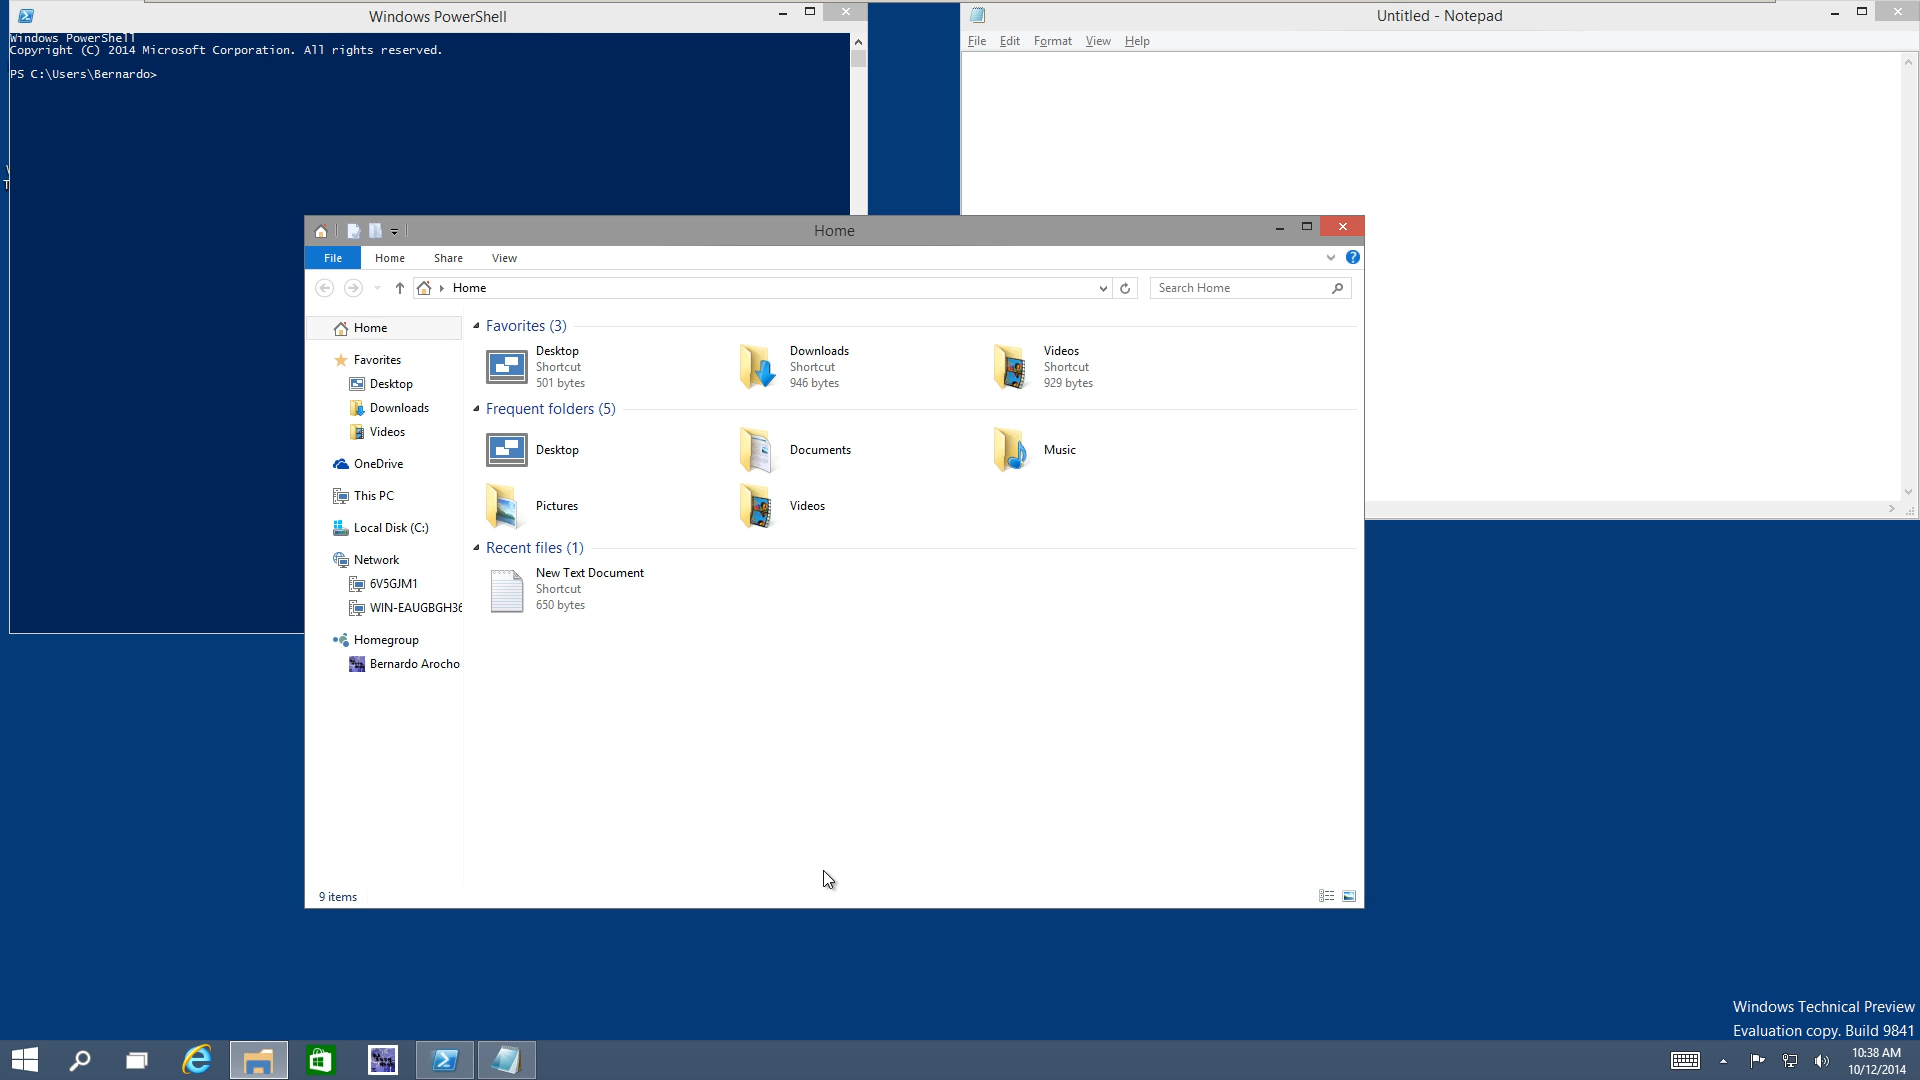 Windows PowerShell
Windows PowerShell
Copyright (C) 2014 Microsoft Corporation. All rights reserved.
PS C:\Users\Bernardo>
Untitled - Notepad
File Edit Format View Help
Home
File Home Share View
Home
Search Home
Home
Favorites
Desktop
Downloads
Videos
OneDrive
This PC
Local Disk (C:)
Network
6V5GJM1
WIN-EAUGBGH36
Homegroup
Bernardo Arocho
Favorites (3)
Desktop
Shortcut
501 bytes
Downloads
Shortcut
946 bytes
Videos
Shortcut
929 bytes
Frequent folders (5)
Desktop
Documents
Music
Pictures
Videos
Recent files (1)
New Text Document
Shortcut
650 bytes
9 items
Windows Technical Preview
Evaluation copy. Build 9841
10:38 AM
10/12/2014